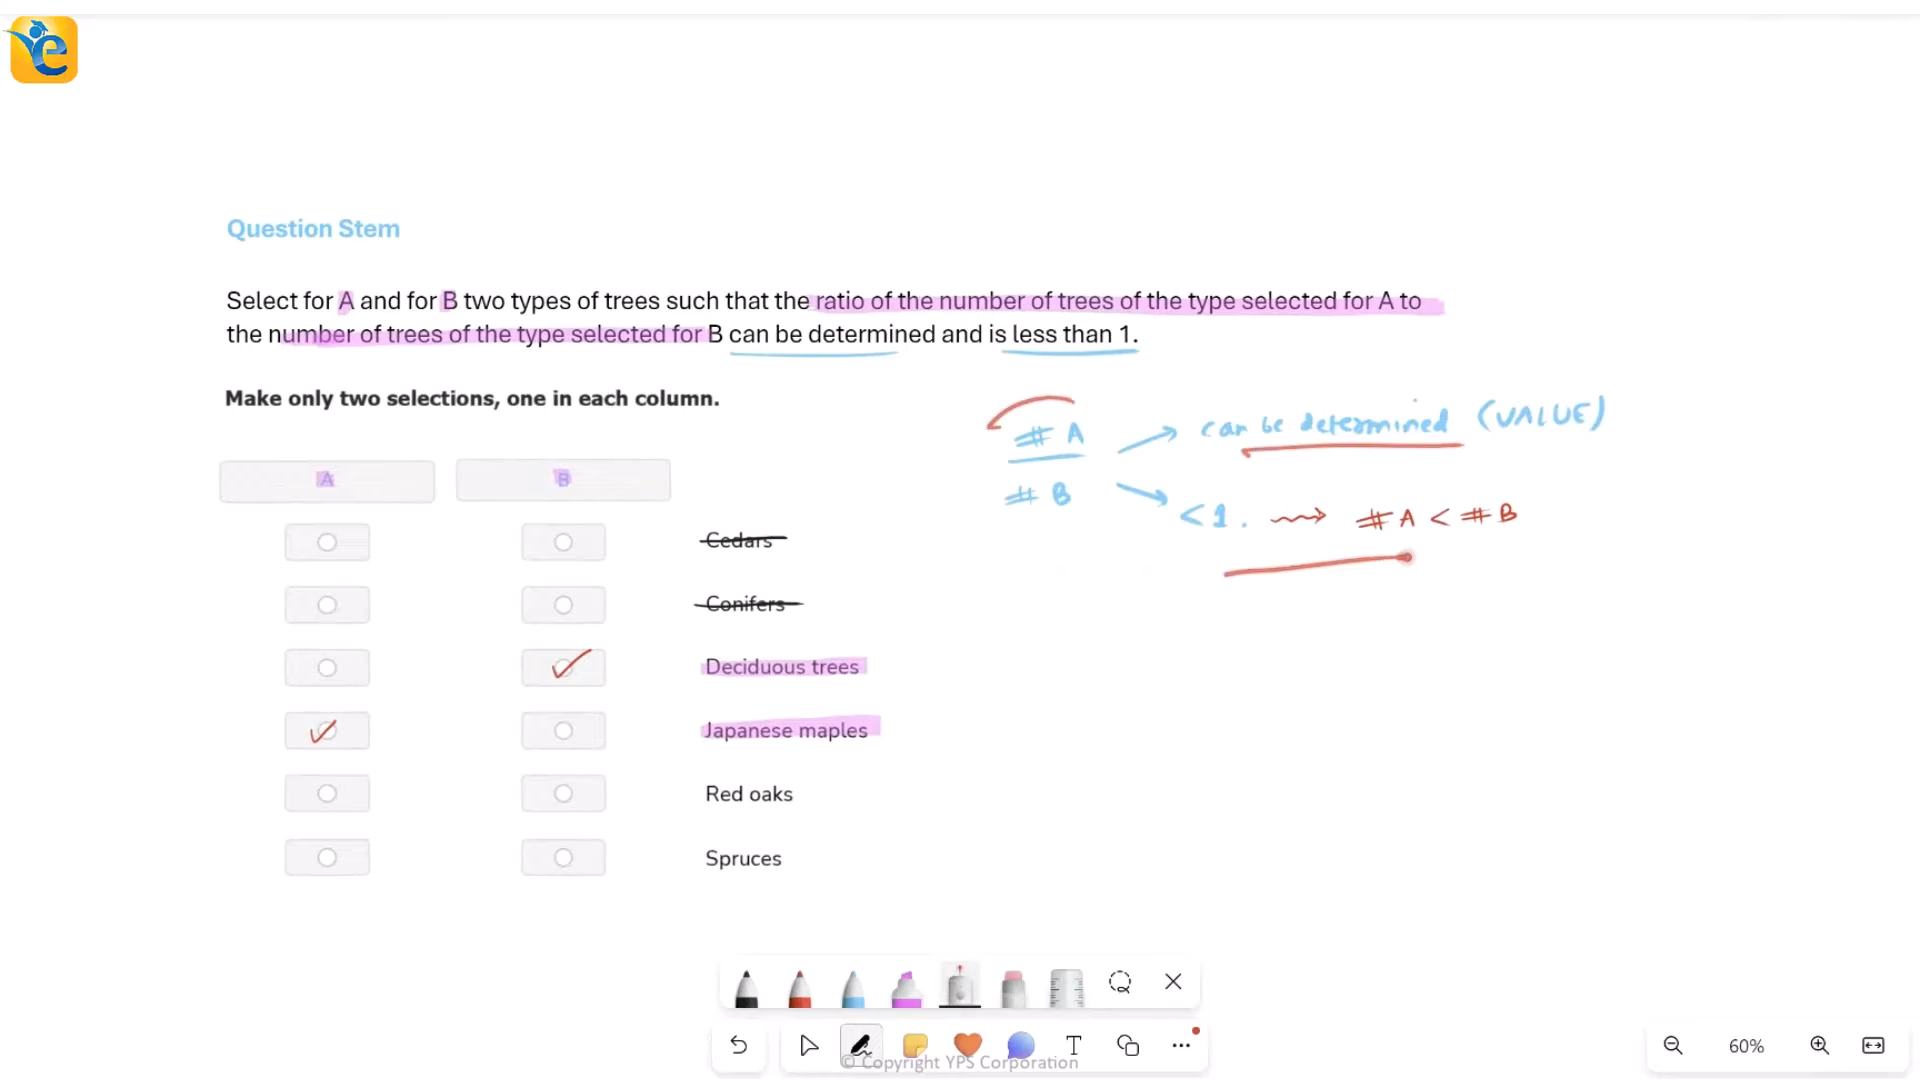 Question Stem
Select for A and for B two types of trees such that the ratio of the number of trees of the type selected for A to
the number of trees of the type selected for B can be determined and is less than 1.
Make only two selections, one in each column.
# A
# B
can be determined (VALUE)
<1. #A < #B
A B
Cedars
Conifers
Deciduous trees
Japanese maples
Red oaks
Spruces
© Copyright YPS Corporation
60%